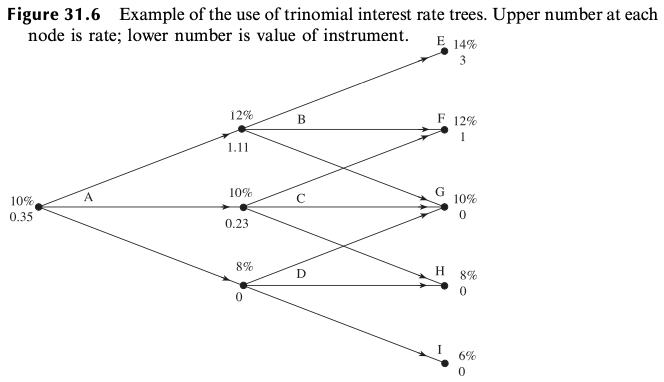 Figure 31.6 Example of the use of trinomial interest rate trees. Upper number at each
node is rate; lower number is value of instrument.
E 14%
3
12%
B
F 12%
1
1.11
10%
A
0.35
10%
C
G 10%
0
0.23
8%
D
H 8%
0
0
I 6%
0